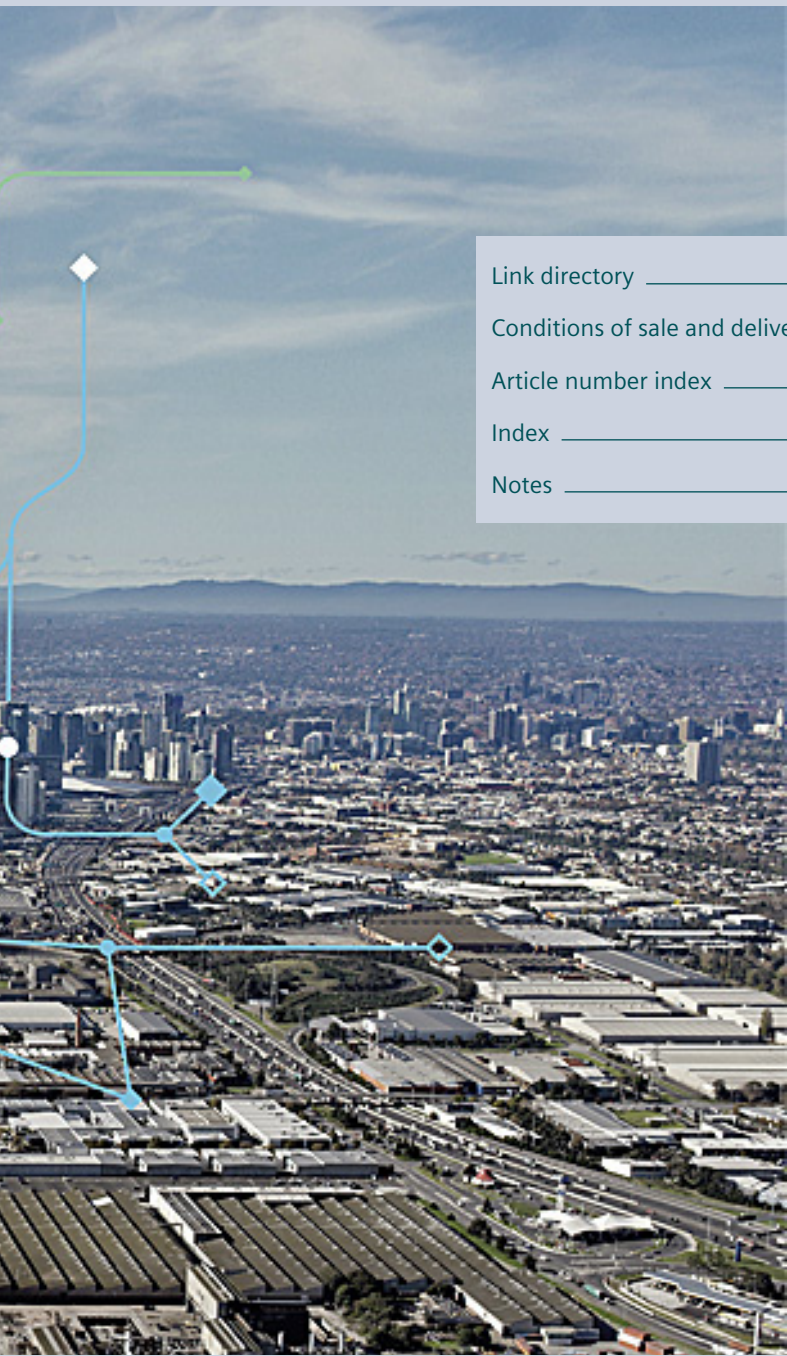 Link directory
Conditions of sale and delive
Article number index
Index
Notes